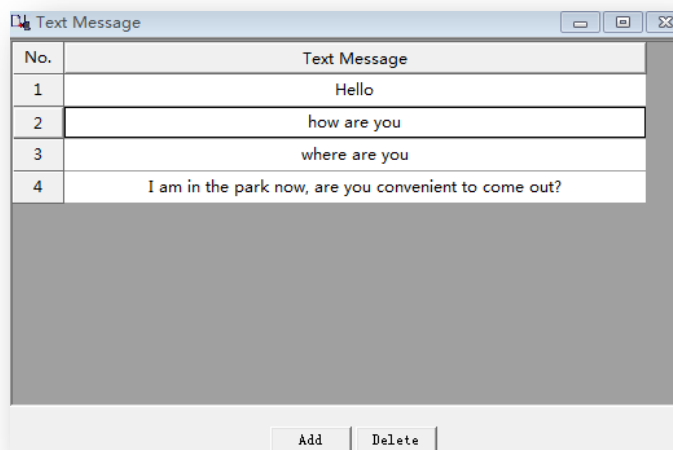 Text Message
No. Text Message
1 Hello
2 how are you
3 where are you
4 I am in the park now, are you convenient to come out?
Add Delete